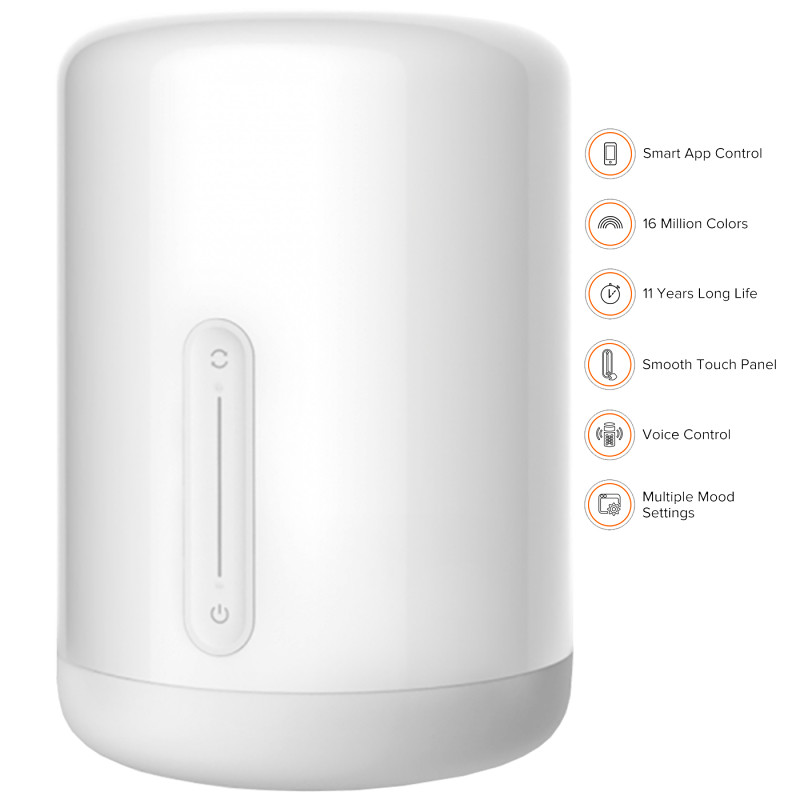 Smart App Control
16 Million Colors
11 Years Long Life
Smooth Touch Panel
Voice Control
Multiple Mood
Settings